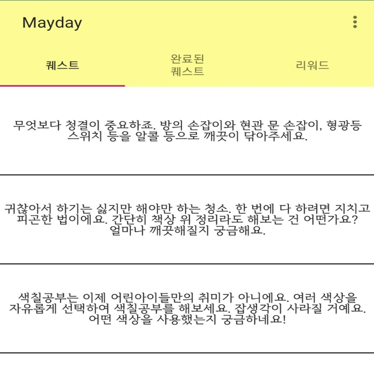 Mayday
퀘스트
완료된
퀘스트
리워드
무엇보다 청결이 중요하죠. 방의 손잡이와 현관 문 손잡이, 형광등
스위치 등을 알콜 등으로 깨끗이 닦아주세요.
귀찮아서 하기는 싫지만 해야만 하는 청소. 한 번에 다 하려면 지치고
피곤한 법이에요. 간단히 책상 위 정리라도 해보는 건 어떤가요?
얼마나 깨끗해질지 궁금해요.
색칠공부는 이제 어린아이들만의 취미가 아니에요. 여러 색상을
자유롭게 선택하여 색칠공부를 해보세요. 잡생각이 사라질 거예요.
어떤 색상을 사용했는지 궁금하네요!